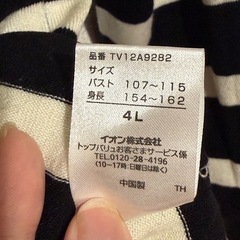 品番 TV12A9282
サイズ
バスト 107〜115
身長 154〜162
4L
イオン株式会社
トップバリュお客さまサービス係
TEL.0120-28-4196
(10〜17時:日曜日は除く)
中国製 TH